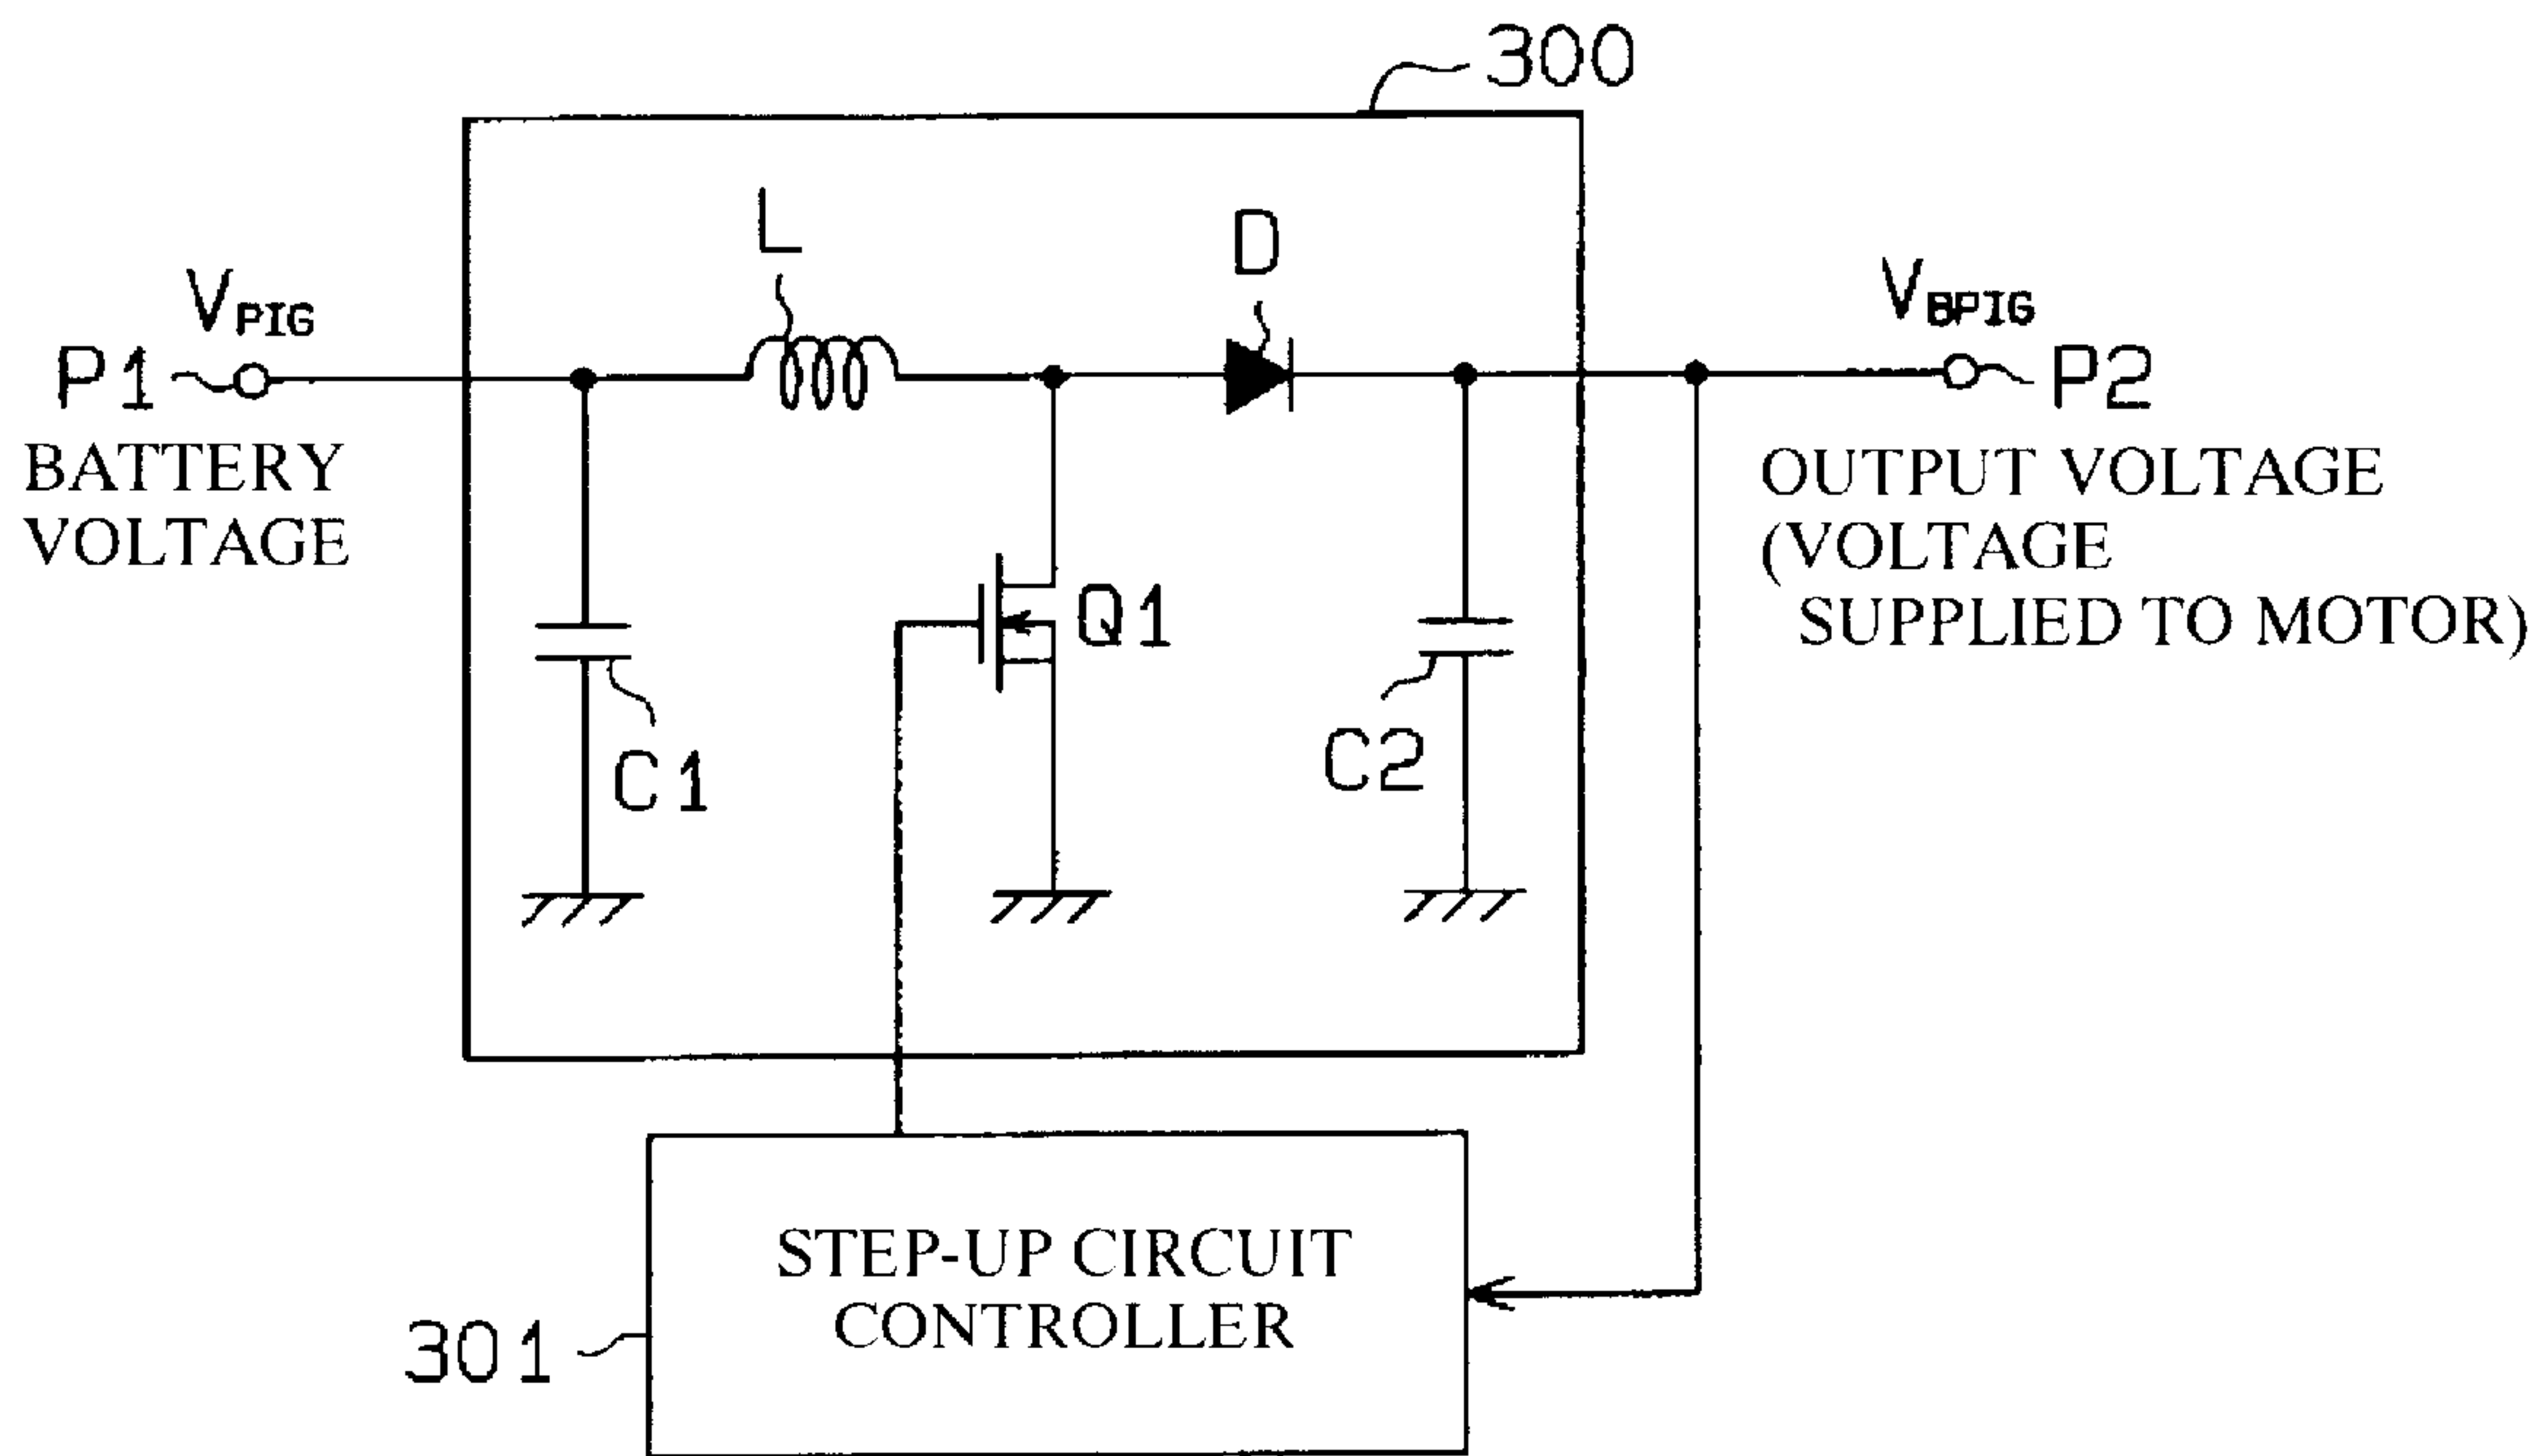 300
L
D
VPIG
VBPIG
P1
P2
BATTERY
VOLTAGE
OUTPUT VOLTAGE
(VOLTAGE
SUPPLIED TO MOTOR)
Q1
C1
C2
STEP-UP CIRCUIT
CONTROLLER
301